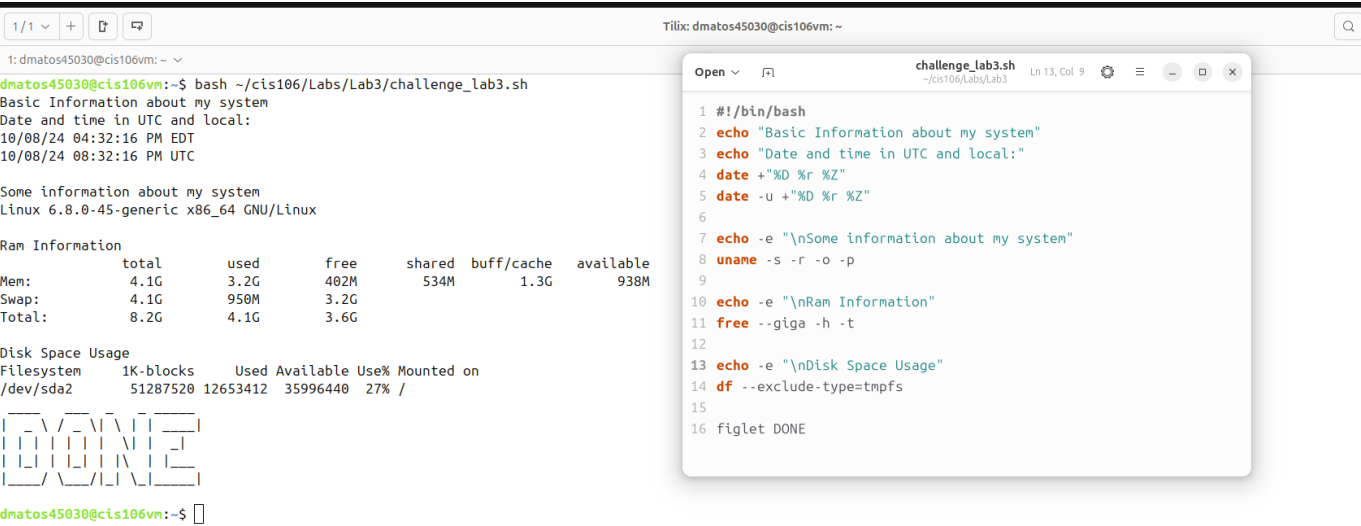 1 / 1
Tilix: dmatos45030@cis106vm: ~
1: dmatos45030@cis106vm: ~
dmatos45030@cis106vm:~$ bash ~/cis106/Labs/Lab3/challenge_lab3.sh
Basic Information about my system
Date and time in UTC and local:
10/08/24 04:32:16 PM EDT
10/08/24 08:32:16 PM UTC

Some information about my system
Linux 6.8.0-45-generic x86_64 GNU/Linux

Ram Information
               total        used        free      shared  buff/cache   available
Mem:            4.1G        3.2G        402M        534M        1.3G        938M
Swap:           4.1G        950M        3.2G
Total:          8.2G        4.1G        3.6G

Disk Space Usage
Filesystem     1K-blocks     Used Available Use% Mounted on
/dev/sda2       51287520 12653412  35996440  27% /
DONE
dmatos45030@cis106vm:~$
Open
challenge_lab3.sh
~/cis106/Labs/Lab3
Ln 13, Col 9
1 #!/bin/bash
2 echo "Basic Information about my system"
3 echo "Date and time in UTC and local:"
4 date +"%D %r %Z"
5 date -u +"%D %r %Z"
6
7 echo -e "\nSome information about my system"
8 uname -s -r -o -p
9
10 echo -e "\nRam Information"
11 free --giga -h -t
12
13 echo -e "\nDisk Space Usage"
14 df --exclude-type=tmpfs
15
16 figlet DONE